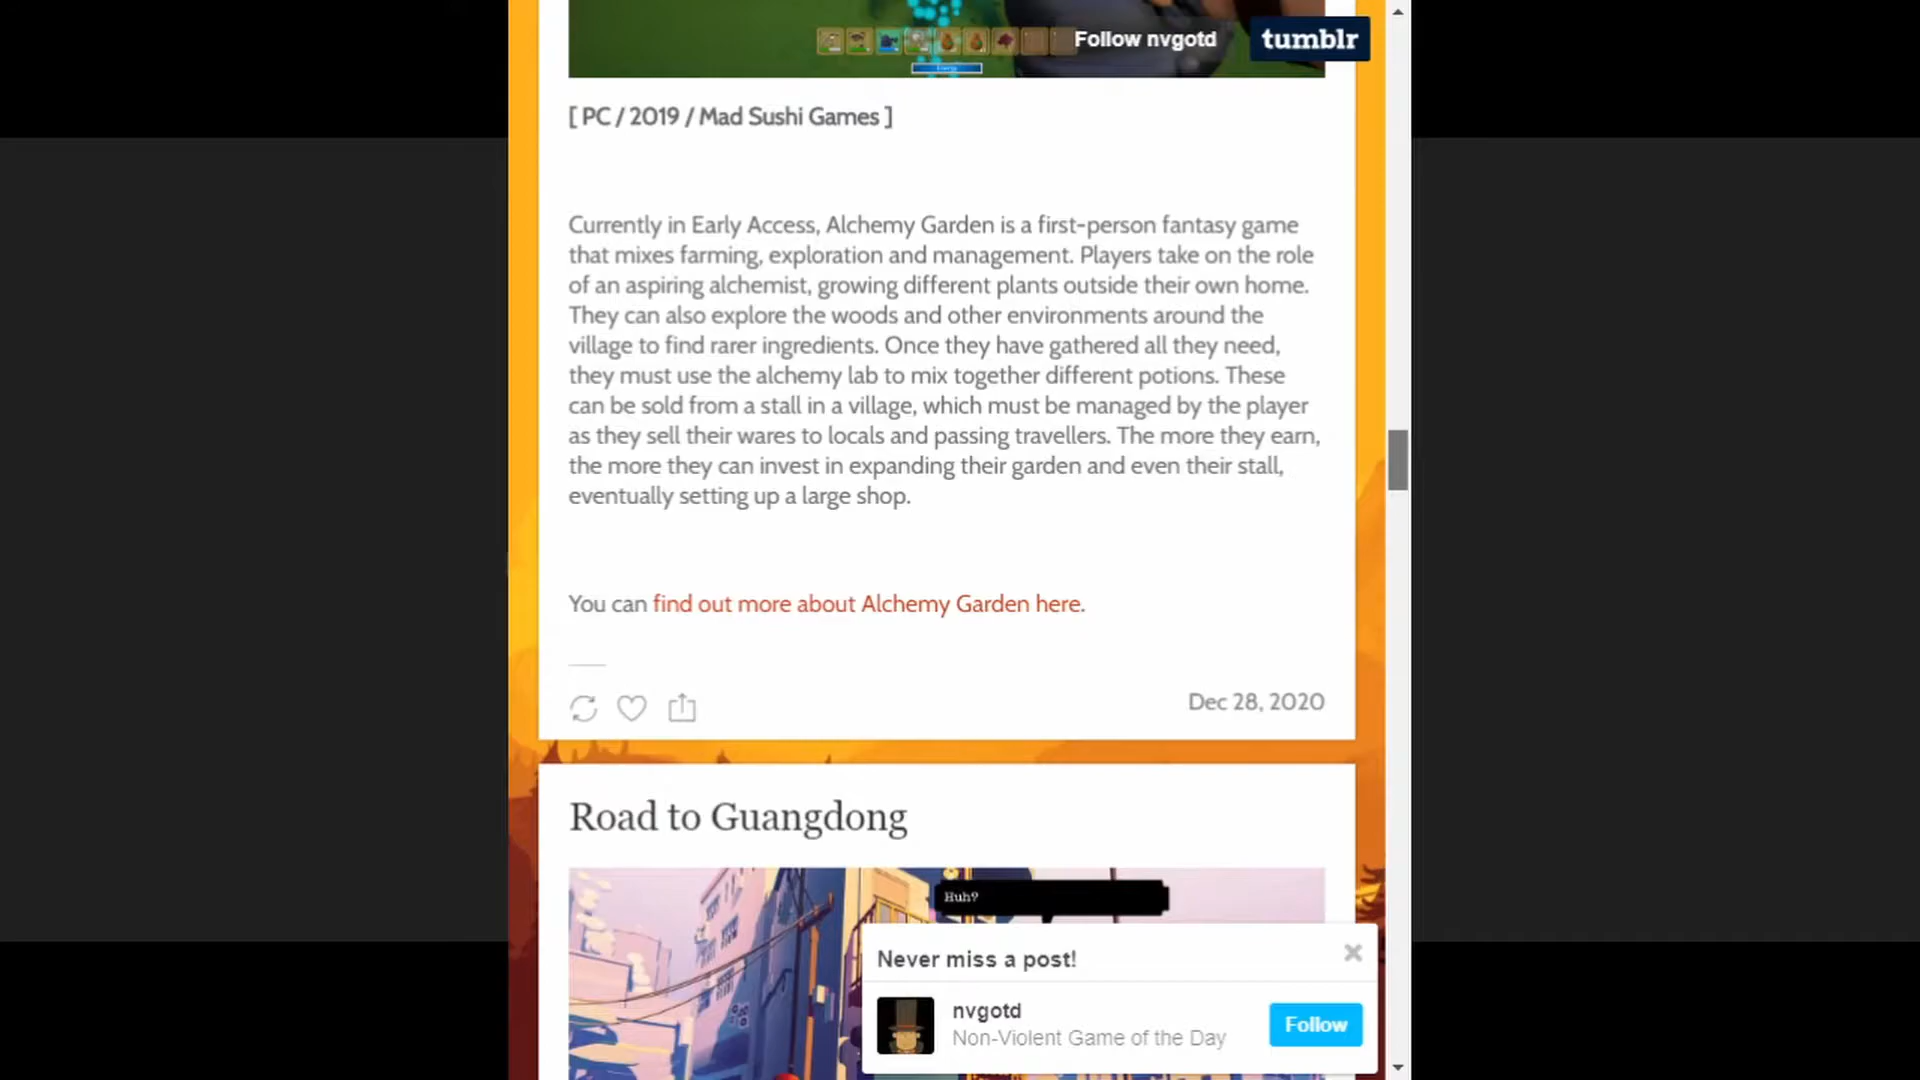 Follow nvgotd
tumblr
[ PC / 2019 / Mad Sushi Games ]
Currently in Early Access, Alchemy Garden is a first-person fantasy game
that mixes farming, exploration and management. Players take on the role
of an aspiring alchemist, growing different plants outside their own home.
They can also explore the woods and other environments around the
village to find rarer ingredients. Once they have gathered all they need,
they must use the alchemy lab to mix together different potions. These
can be sold from a stall in a village, which must be managed by the player
as they sell their wares to locals and passing travellers. The more they earn,
the more they can invest in expanding their garden and even their stall,
eventually setting up a large shop.
You can find out more about Alchemy Garden here.
Dec 28, 2020
Road to Guangdong
Huh?
Never miss a post!
nvgotd
Non-Violent Game of the Day
Follow